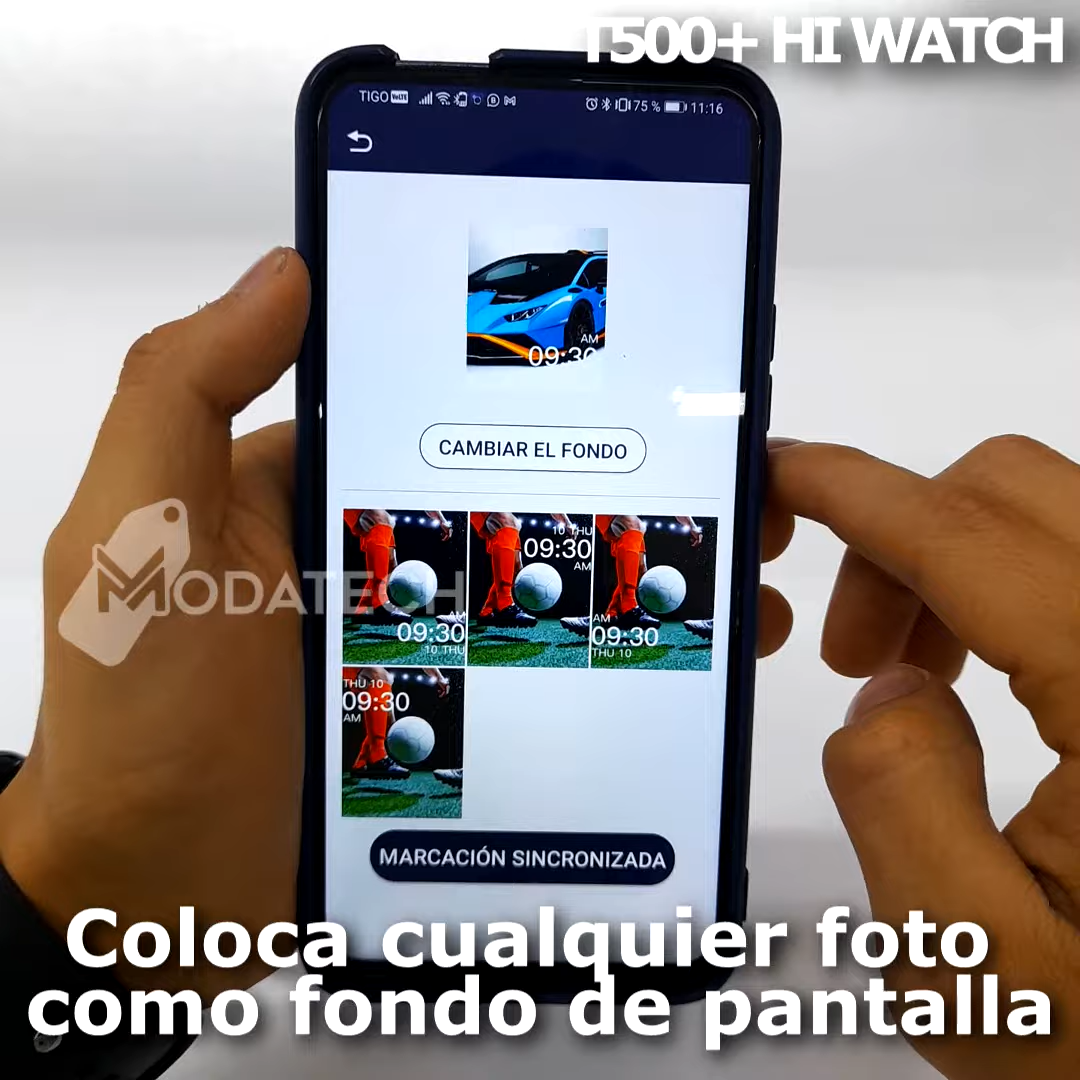 T500+ HI WATCH
TIGO VoLTE 75 % 11:16
AM
09:30
CAMBIAR EL FONDO
MODATECH
AM
09:30
10 THU
10 THU
09:30
AM
AM
09:30
THU 10
THU 10
09:30
AM
MARCACIÓN SINCRONIZADA
Coloca cualquier foto
como fondo de pantalla